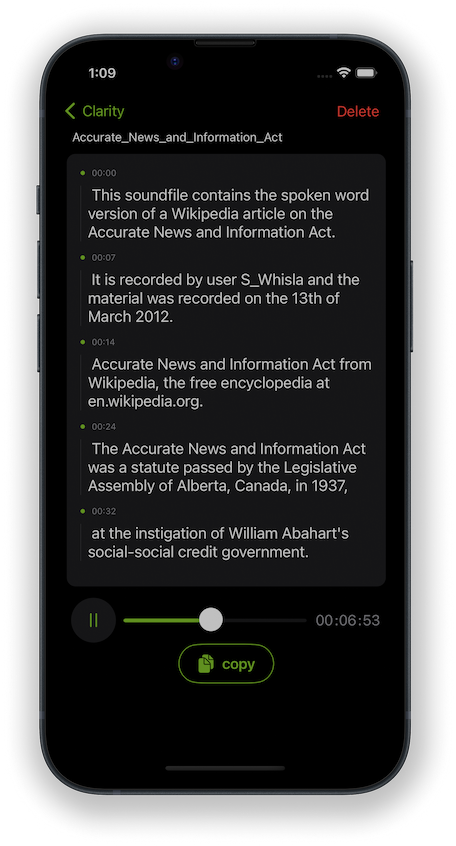 1:09
Clarity
Delete
Accurate_News_and_Information_Act
00:00
This soundfile contains the spoken word
version of a Wikipedia article on the
Accurate News and Information Act.
00:07
It is recorded by user S_Whisla and the
material was recorded on the 13th of
March 2012.
00:14
Accurate News and Information Act from
Wikipedia, the free encyclopedia at
en.wikipedia.org.
00:24
The Accurate News and Information Act
was a statute passed by the Legislative
Assembly of Alberta, Canada, in 1937,
00:32
at the instigation of William Abahart's
social-social credit government.
00:06:53
copy